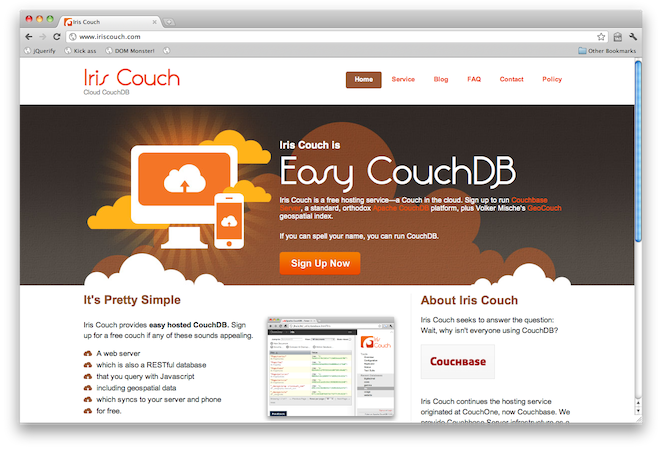 Iris Couch
www.iriscouch.com
jQuerify
Kick ass
DOM Monster!
Other Bookmarks
Iris Couch
Cloud CouchDB
Home
Service
Blog
FAQ
Contact
Policy
Iris Couch is
Easy CouchDB
Iris Couch is a free hosting service—a Couch in the cloud. Sign up to run Couchbase
Server, a standard, orthodox Apache CouchDB platform, plus Volker Mische's GeoCouch
geospatial index.
If you can spell your name, you can run CouchDB.
Sign Up Now
It's Pretty Simple
Iris Couch provides easy hosted CouchDB. Sign
up for a free couch if any of these sounds appealing.
A web server
which is also a RESTful database
that you query with Javascript
including geospatial data
which syncs to your server and phone
for free.
Iris
Couch
About Iris Couch
Iris Couch seeks to answer the question:
Wait, why isn't everyone using CouchDB?
COUCHBASE
Iris Couch continues the hosting service
originated at CouchOne, now Couchbase. We
provide Couchbase Server infrastructure as a